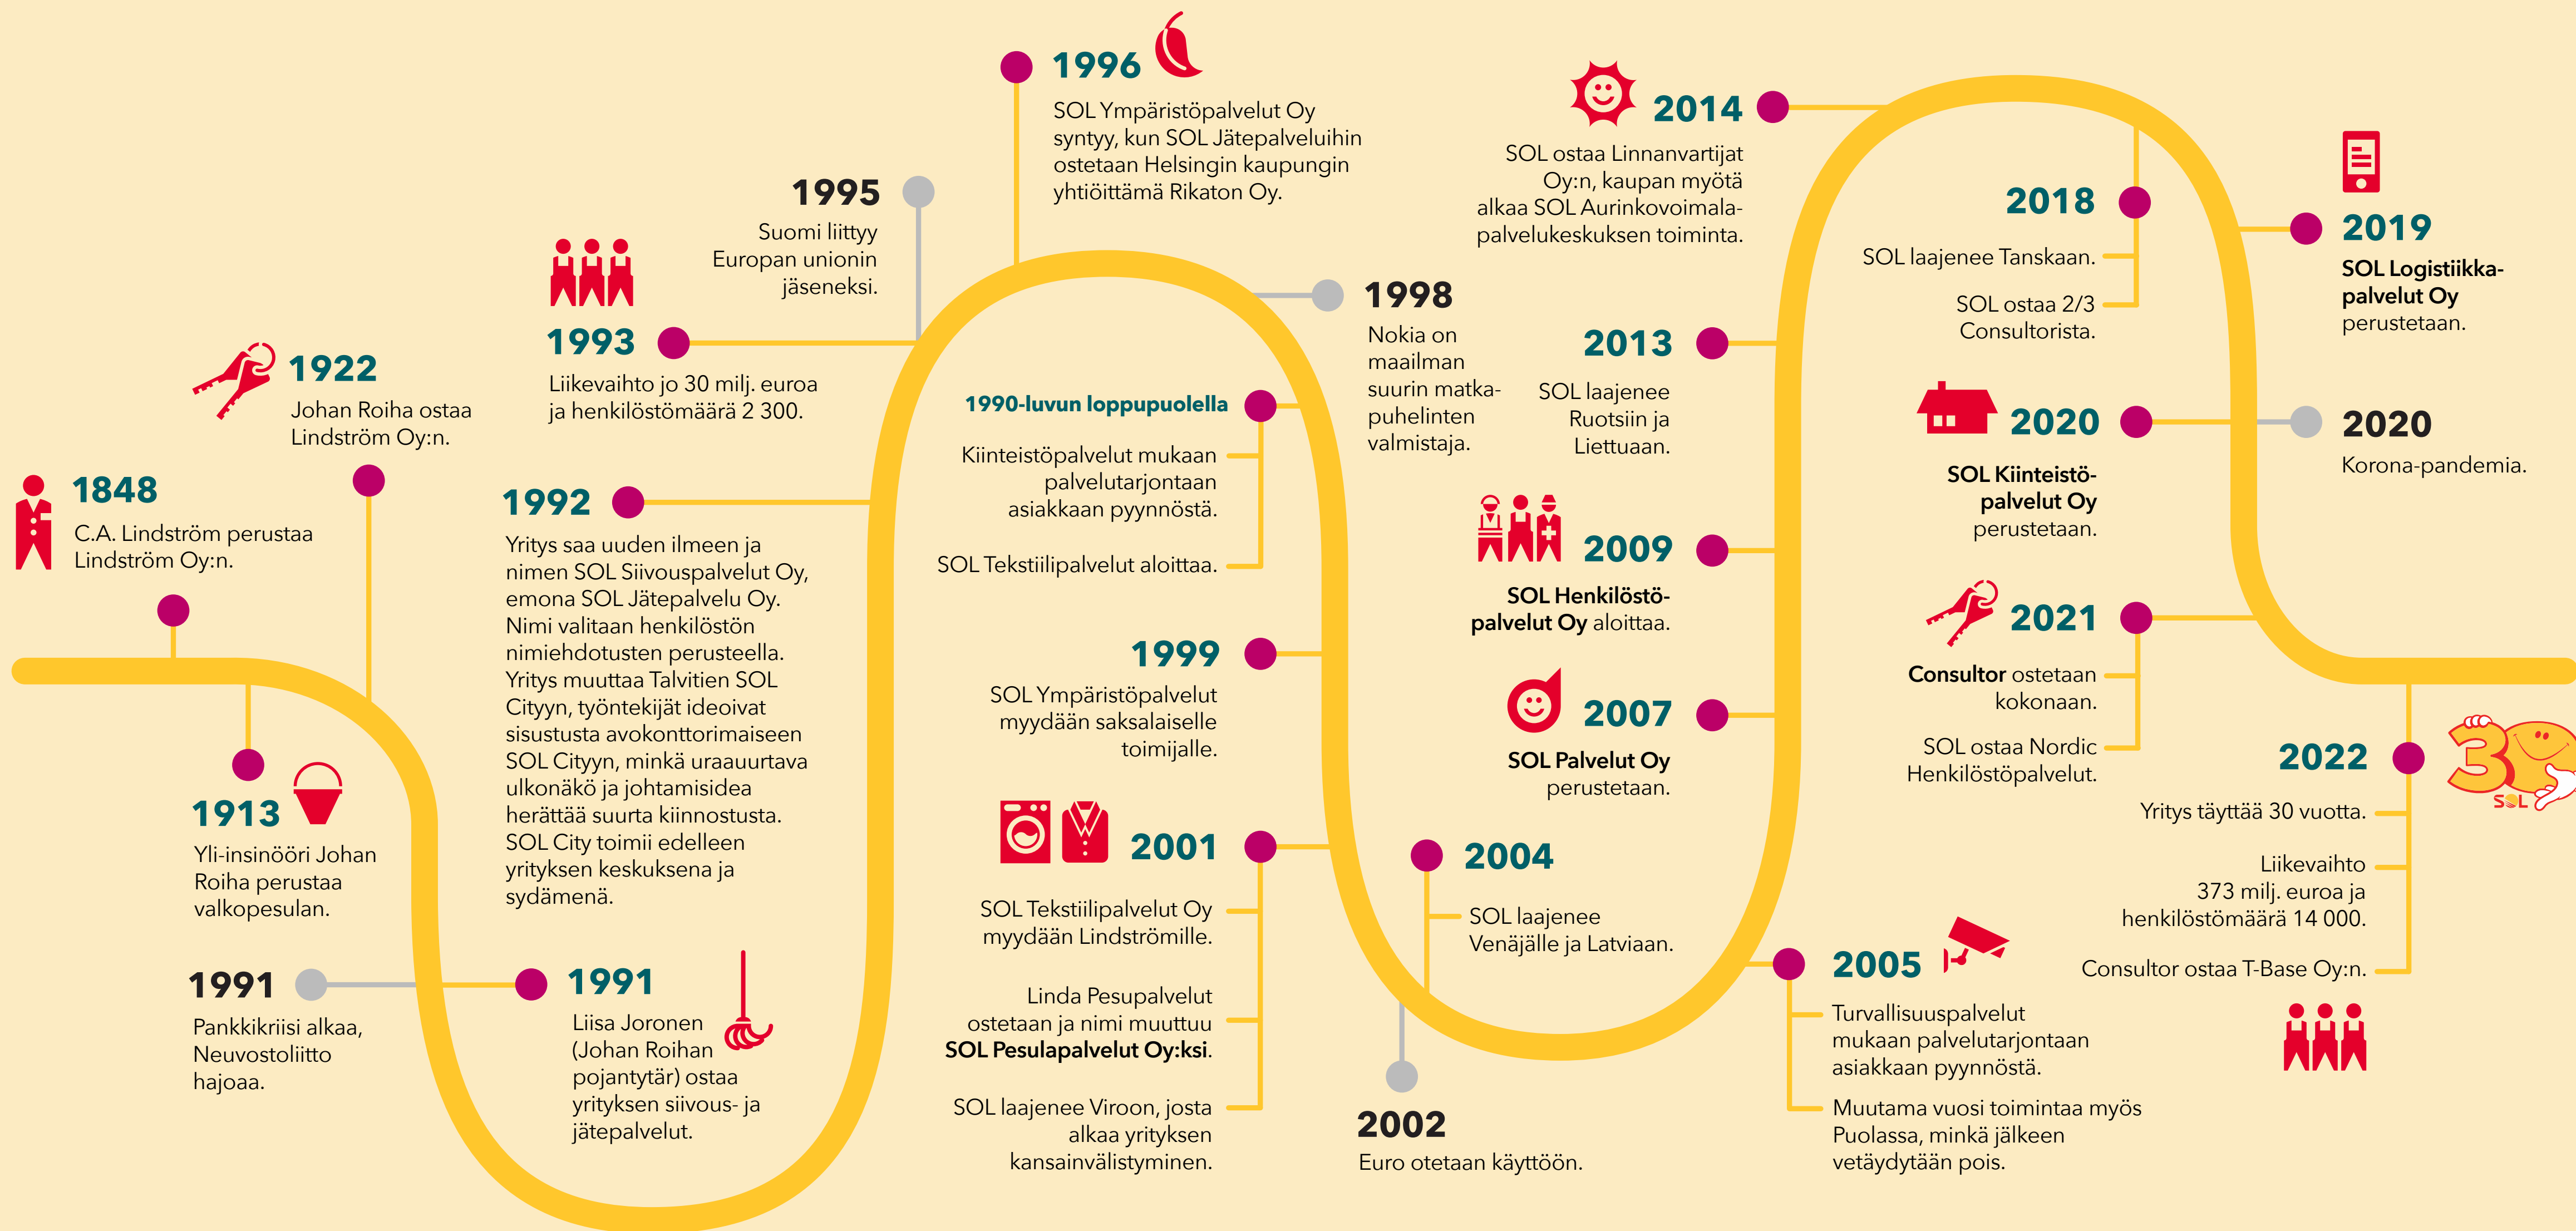 1848
C.A. Lindström perustaa
Lindström Oy:n.
1913
Yli-insinööri Johan
Roiha perustaa
valkopesulan.
1922
Johan Roiha ostaa
Lindström Oy:n.
1991
Pankkikriisi alkaa,
Neuvostoliitto
hajoaa.
1991
Liisa Joronen
(Johan Roihan
pojantytär) ostaa
yrityksen siivous- ja
jätepalvelut.
1992
Yritys saa uuden ilmeen ja
nimen SOL Siivouspalvelut Oy,
emona SOL Jätepalvelu Oy.
Nimi valitaan henkilöstön
nimiehdotusten perusteella.
Yritys muuttaa Talvitien SOL
Cityyn, työntekijät ideoivat
sisustusta avokonttorimaiseen
SOL Cityyn, minkä uraauurtava
ulkonäkö ja johtamisidea
herättää suurta kiinnostusta.
SOL City toimii edelleen
yrityksen keskuksena ja
sydämenä.
1993
Liikevaihto jo 30 milj. euroa
ja henkilöstömäärä 2 300.
1995
Suomi liittyy
Europan unionin
jäseneksi.
1996
SOL Ympäristöpalvelut Oy
syntyy, kun SOL Jätepalveluihin
ostetaan Helsingin kaupungin
yhtiöittämä Rikaton Oy.
1998
Nokia on
maailman
suurin matka-
puhelinten
valmistaja.
1990-luvun loppupuolella
Kiinteistöpalvelut mukaan
palvelutarjontaan
asiakkaan pyynnöstä.
SOL Tekstiilipalvelut aloittaa.
1999
SOL Ympäristöpalvelut
myydään saksalaiselle
toimijalle.
2001
SOL Tekstiilipalvelut Oy
myydään Lindströmille.
Linda Pesupalvelut
ostetaan ja nimi muuttuu
SOL Pesulapalvelut Oy:ksi.
SOL laajenee Viroon, josta
alkaa yrityksen
kansainvälistyminen.
2002
Euro otetaan käyttöön.
2004
SOL laajenee
Venäjälle ja Latviaan.
2005
Turvallisuuspalvelut
mukaan palvelutarjontaan
asiakkaan pyynnöstä.
Muutama vuosi toimintaa myös
Puolassa, minkä jälkeen
vetäydytään pois.
2007
SOL Palvelut Oy
perustetaan.
2009
SOL Henkilöstö-
palvelut Oy aloittaa.
2013
SOL laajenee
Ruotsiin ja
Liettuaan.
2014
SOL ostaa Linnanvartijat
Oy:n, kaupan myötä
alkaa SOL Aurinkovoimala-
palvelukeskuksen toiminta.
2018
SOL laajenee Tanskaan.
SOL ostaa 2/3
Consultorista.
2019
SOL Logistiikka-
palvelut Oy
perustetaan.
2020
SOL Kiinteistö-
palvelut Oy
perustetaan.
2020
Korona-pandemia.
2021
Consultor ostetaan
kokonaan.
SOL ostaa Nordic
Henkilöstöpalvelut.
2022
Yritys täyttää 30 vuotta.
Liikevaihto
373 milj. euroa ja
henkilöstömäärä 14 000.
Consultor ostaa T-Base Oy:n.
30
SOL